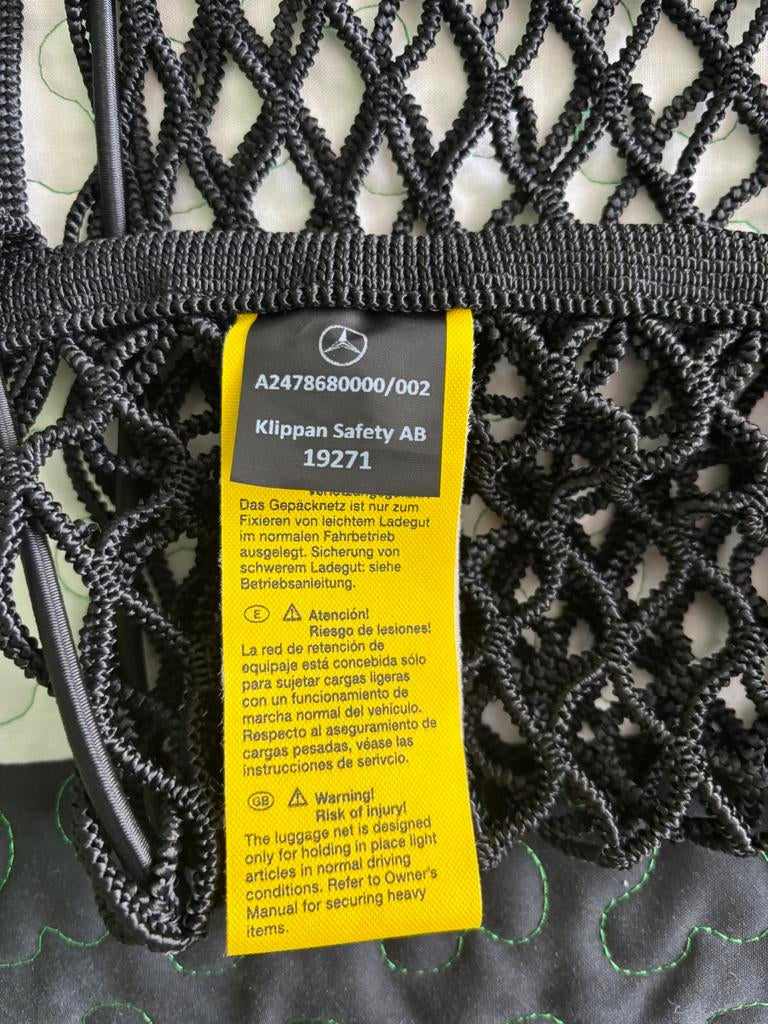 A2478680000/002
Klippan Safety AB
19271
Das Gepäcknetz ist nur zum
Fixieren von leichtem Ladegut
im normalen Fahrbetrieb
ausgelegt. Sicherung von
schwerem Ladegut: siehe
Betriebsanleitung.
E Atención!
Riesgo de lesiones!
La red de retención de
equipaje está concebida sólo
para sujetar cargas ligeras
con un funcionamiento de
marcha normal del vehículo.
Respecto al aseguramiento de
cargas pesadas, véase las
instrucciones de serivcio.
GB Warning!
Risk of injury!
The luggage net is designed
only for holding in place light
articles in normal driving
conditions. Refer to Owner's
Manual for securing heavy
items.